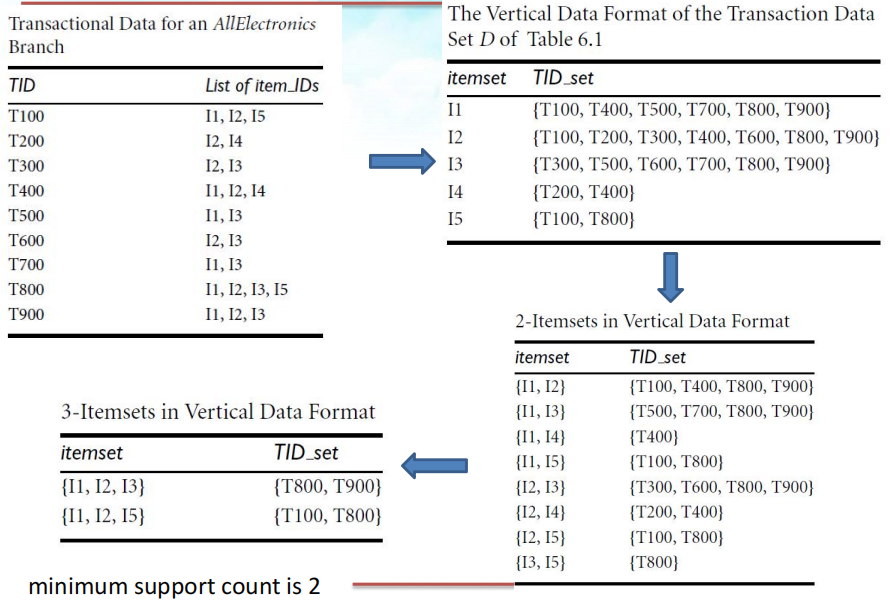 Transactional Data for an AllElectronics
Branch
TID List of item_IDs
T100 I1, I2, I5
T200 I2, I4
T300 I2, I3
T400 I1, I2, I4
T500 I1, I3
T600 I2, I3
T700 I1, I3
T800 I1, I2, I3, I5
T900 I1, I2, I3
The Vertical Data Format of the Transaction Data
Set D of Table 6.1
itemset TID_set
I1 {T100, T400, T500, T700, T800, T900}
I2 {T100, T200, T300, T400, T600, T800, T900}
I3 {T300, T500, T600, T700, T800, T900}
I4 {T200, T400}
I5 {T100, T800}
2-Itemsets in Vertical Data Format
itemset TID_set
{I1, I2} {T100, T400, T800, T900}
{I1, I3} {T500, T700, T800, T900}
{I1, I4} {T400}
{I1, I5} {T100, T800}
{I2, I3} {T300, T600, T800, T900}
{I2, I4} {T200, T400}
{I2, I5} {T100, T800}
{I3, I5} {T800}
3-Itemsets in Vertical Data Format
itemset TID_set
{I1, I2, I3} {T800, T900}
{I1, I2, I5} {T100, T800}
minimum support count is 2